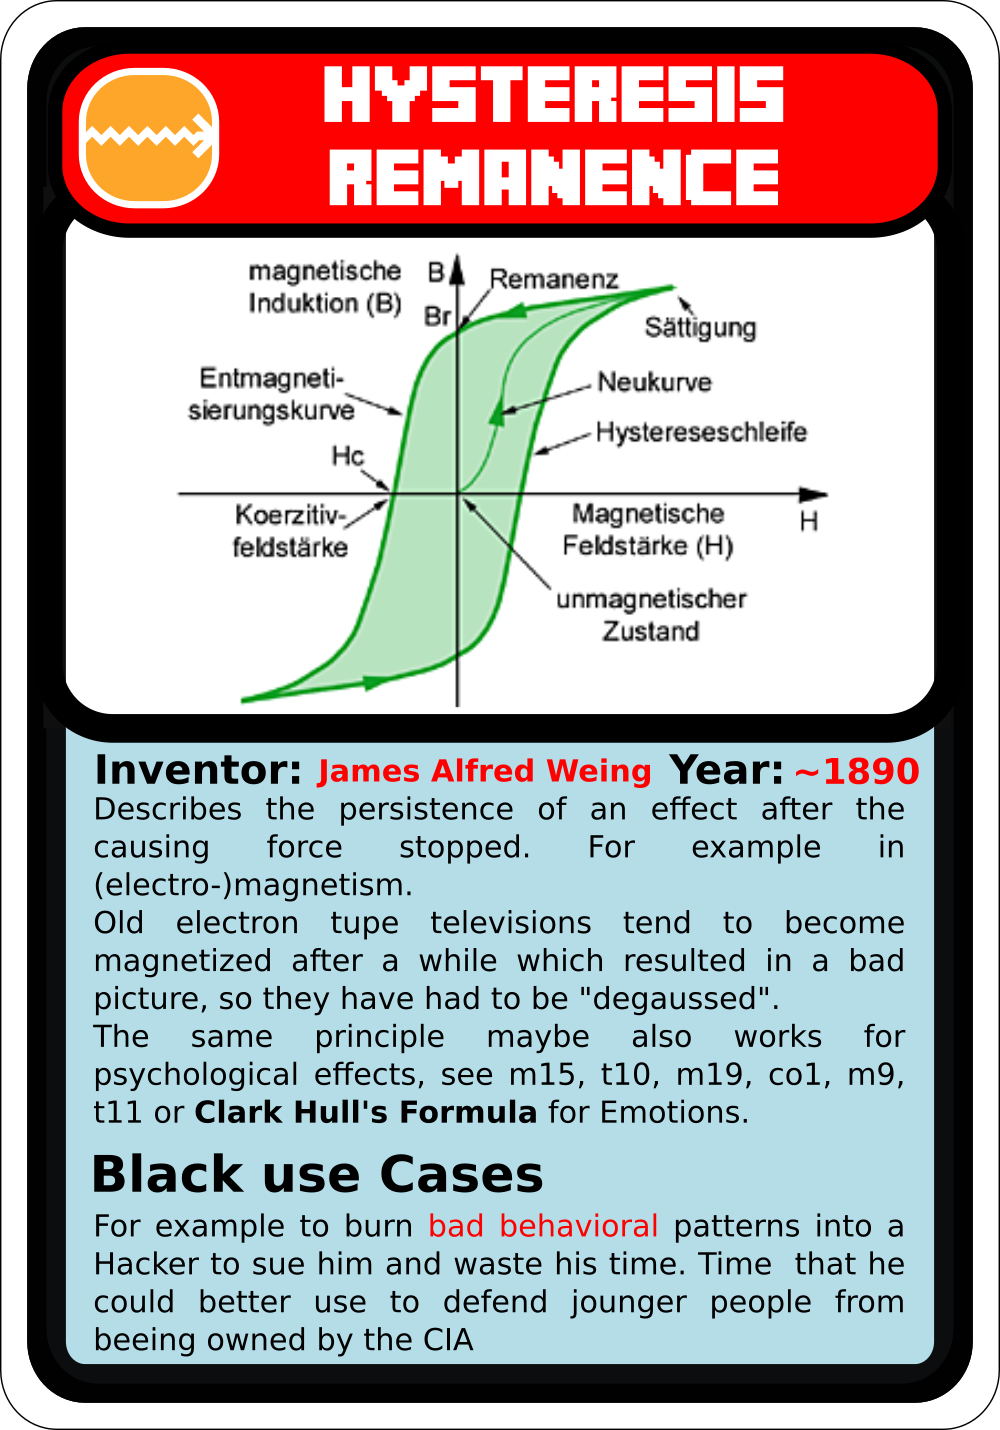 HYSTERESIS
REMANENCE
magnetische
Induktion (B)
B
Remanenz
Br
Sättigung
Entmagneti-
sierungskurve
Neukurve
Hystereseschleife
Hc
Koerzitiv-
feldstärke
Magnetische
Feldstärke (H)
H
unmagnetischer
Zustand
Inventor: James Alfred Weing Year: ~1890
Describes the persistence of an effect after the
causing force stopped. For example in
(electro-)magnetism.
Old electron tupe televisions tend to become
magnetized after a while which resulted in a bad
picture, so they have had to be "degaussed".
The same principle maybe also works for
psychological effects, see m15, t10, m19, co1, m9,
t11 or Clark Hull's Formula for Emotions.
Black use Cases
For example to burn bad behavioral patterns into a
Hacker to sue him and waste his time. Time that he
could better use to defend jounger people from
beeing owned by the CIA